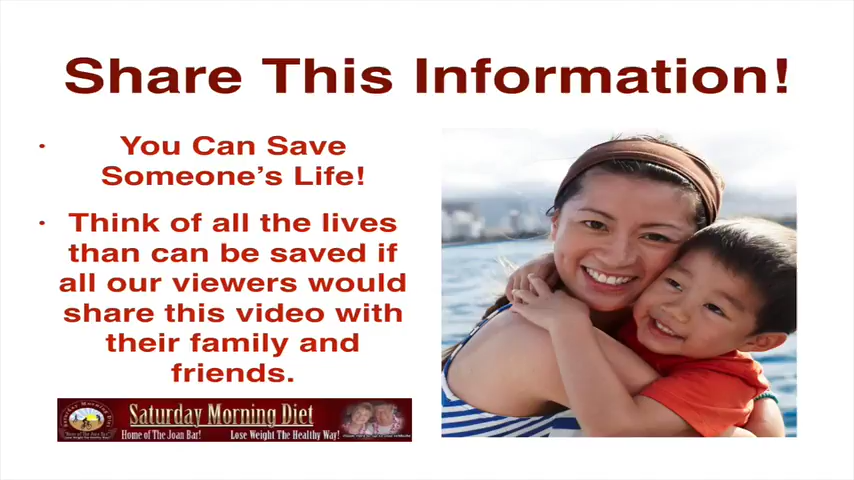 Share This Information!
You Can Save
Someone's Life!
Think of all the lives
than can be saved if
all our viewers would
share this video with
their family and
friends.
Saturday Morning Diet
Home of The Joan Bar! Lose Weight The Healthy Way!